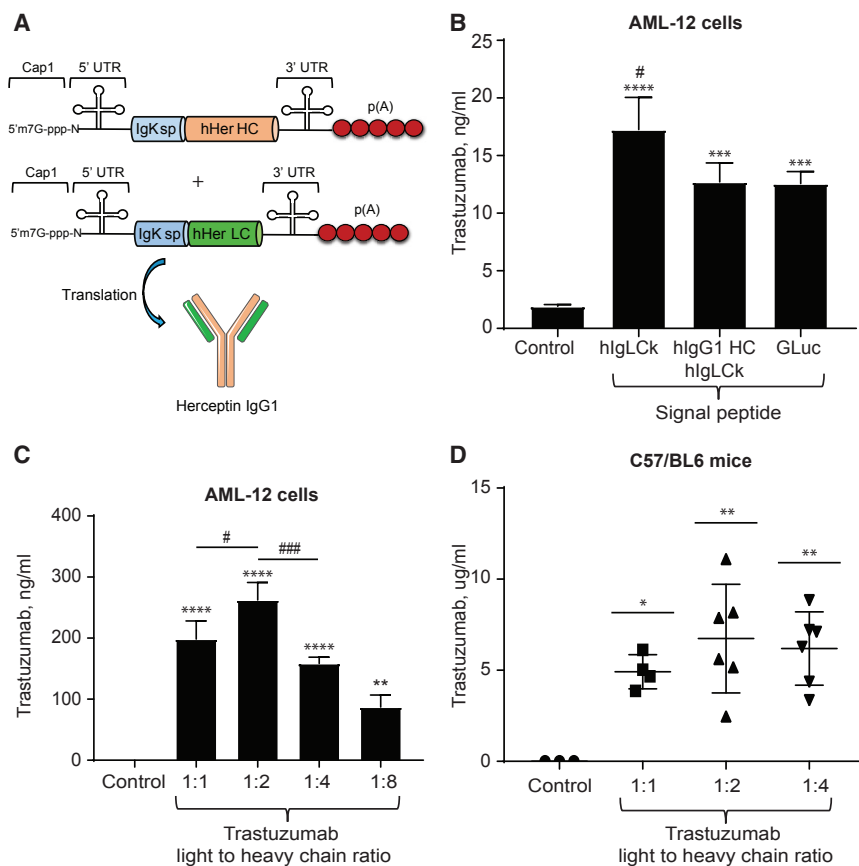 A
Cap1 5' UTR 3' UTR
p(A)
5'm7G-ppp-N IgK sp hHer HC
+
Cap1 5' UTR 3' UTR
p(A)
5'm7G-ppp-N IgK sp hHer LC
Translation
Herceptin IgG1
B
AML-12 cells
Trastuzumab, ng/ml
25
20
15
10
5
0
#
****
***
***
Control hIgLCk hIgG1 HC GLuc
hIgLCk
Signal peptide
C
AML-12 cells
Trastuzumab, ng/ml
400
300
200
100
0
# ###
****
****
****
**
Control 1:1 1:2 1:4 1:8
Trastuzumab
light to heavy chain ratio
D
C57/BL6 mice
Trastuzumab, ug/ml
15
10
5
0
*
**
**
Control 1:1 1:2 1:4
Trastuzumab
light to heavy chain ratio